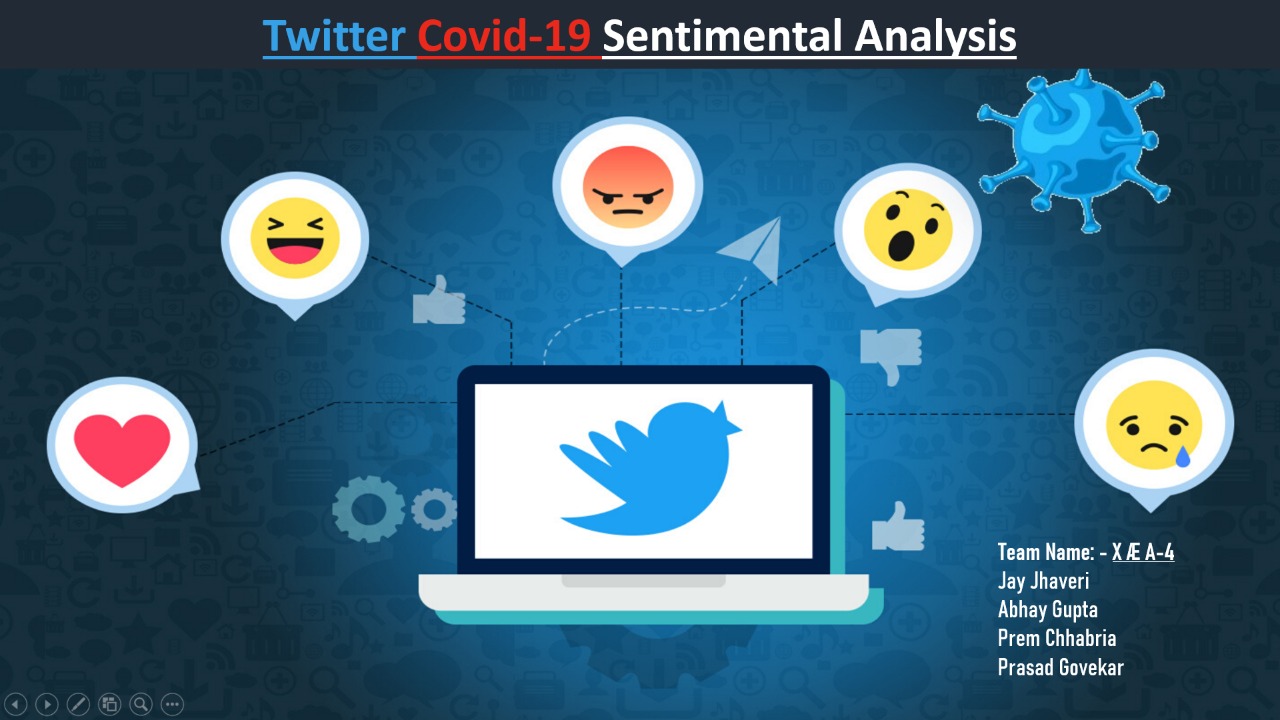 Twitter Covid-19 Sentimental Analysis
Team Name: - X Æ A-4
Jay Jhaveri
Abhay Gupta
Prem Chhabria
Prasad Govekar